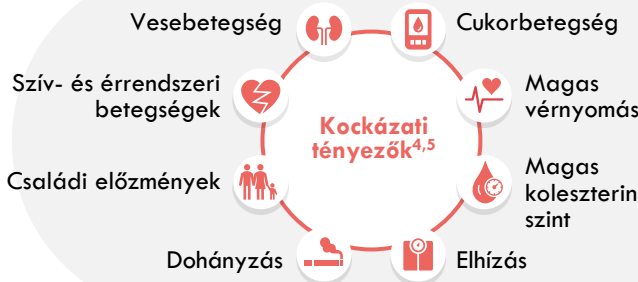 Vesebetegség
Cukorbetegség
Szív- és érrendszeri
betegségek
Magas
vérnyomás
Kockázati
tényezők4,5
Családi előzmények
Magas
koleszterin
szint
Dohányzás
Elhízás